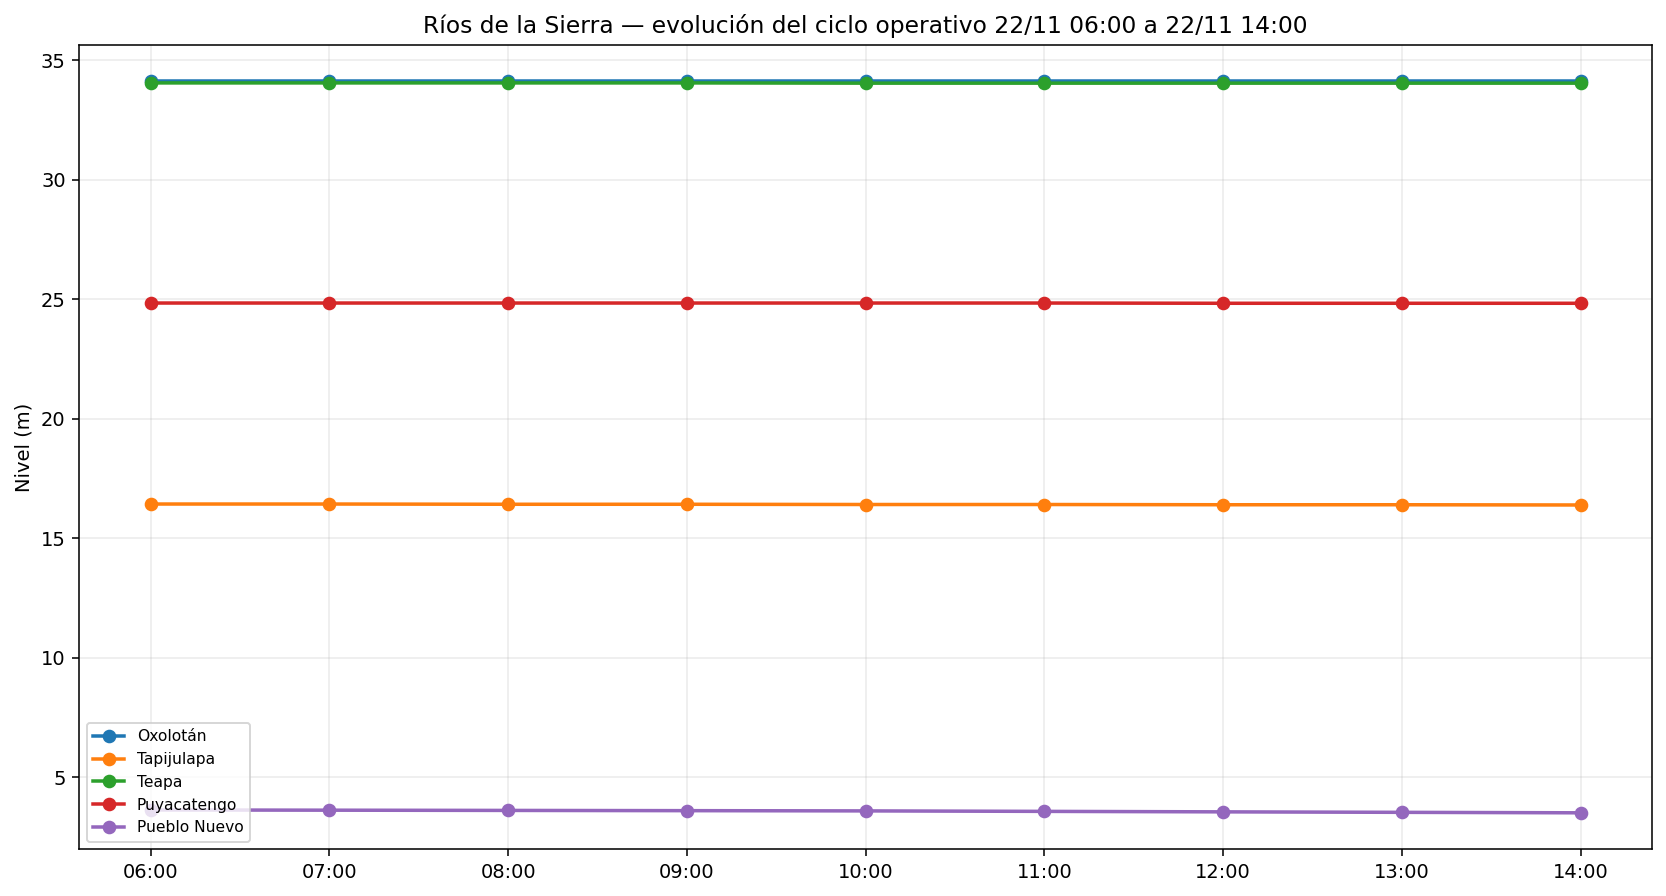 Ríos de la Sierra — evolución del ciclo operativo 22/11 06:00 a 22/11 14:00
Nivel (m)
35
30
25
20
15
10
5
Oxolotán
Tapijulapa
Teapa
Puyacatengo
Pueblo Nuevo
06:00 07:00 08:00 09:00 10:00 11:00 12:00 13:00 14:00